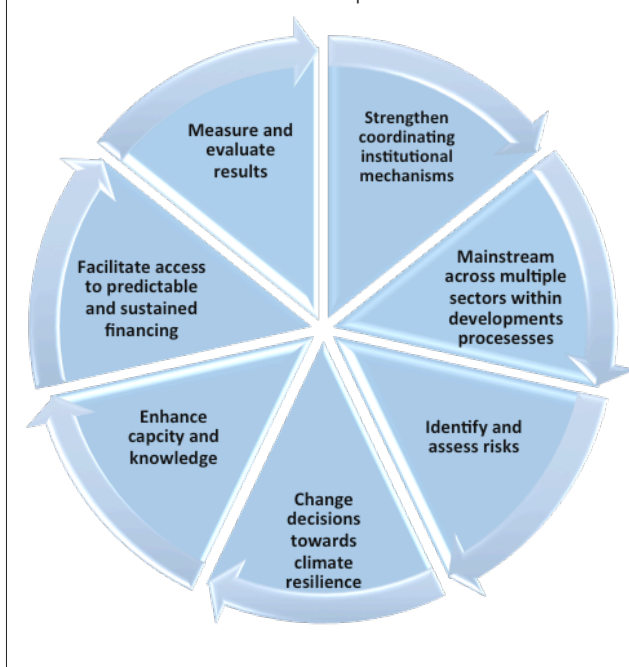 Strengthen
coordinating
institutional
mechanisms
Mainstream
across multiple
sectors within
developments
procesesses
Identify and
assess risks
Change
decisions
towards
climate
resilience
Enhance
capcity and
knowledge
Facilitate access
to predictable
and sustained
financing
Measure and
evaluate
results